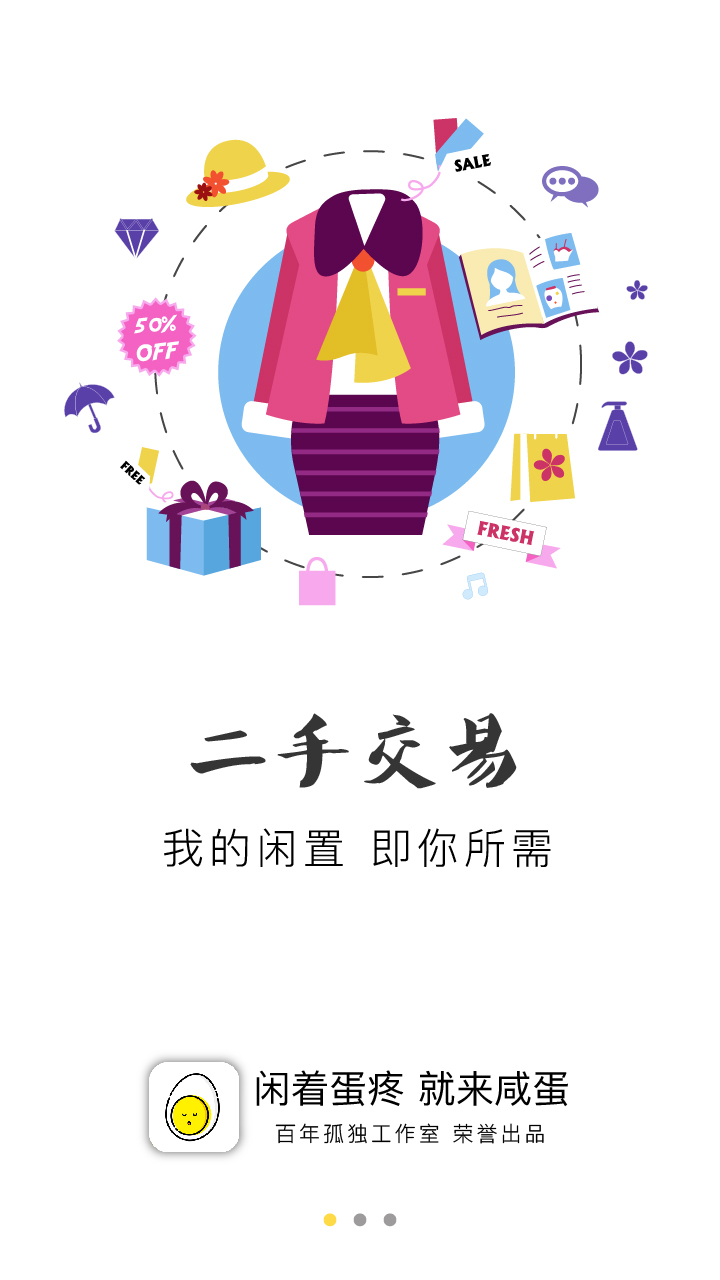 SALE
50%
OFF
FREE
FRESH
二手交易
我的闲置 即你所需
闲着蛋疼 就来咸蛋
百年孤独工作室 荣誉出品